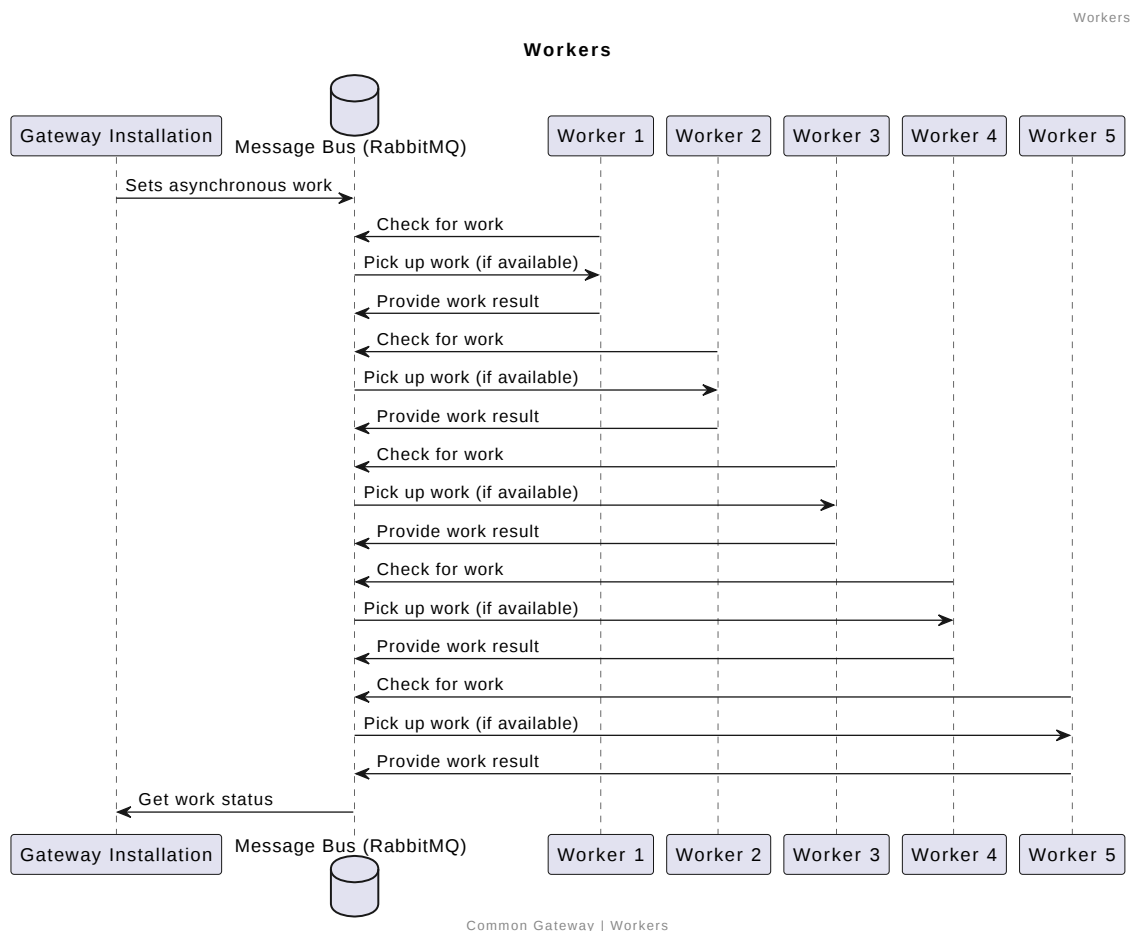 Workers
Workers
Gateway Installation
Message Bus (RabbitMQ)
Worker 1
Worker 2
Worker 3
Worker 4
Worker 5
Sets asynchronous work
Check for work
Pick up work (if available)
Provide work result
Check for work
Pick up work (if available)
Provide work result
Check for work
Pick up work (if available)
Provide work result
Check for work
Pick up work (if available)
Provide work result
Check for work
Pick up work (if available)
Provide work result
Get work status
Gateway Installation
Message Bus (RabbitMQ)
Worker 1
Worker 2
Worker 3
Worker 4
Worker 5
Common Gateway | Workers